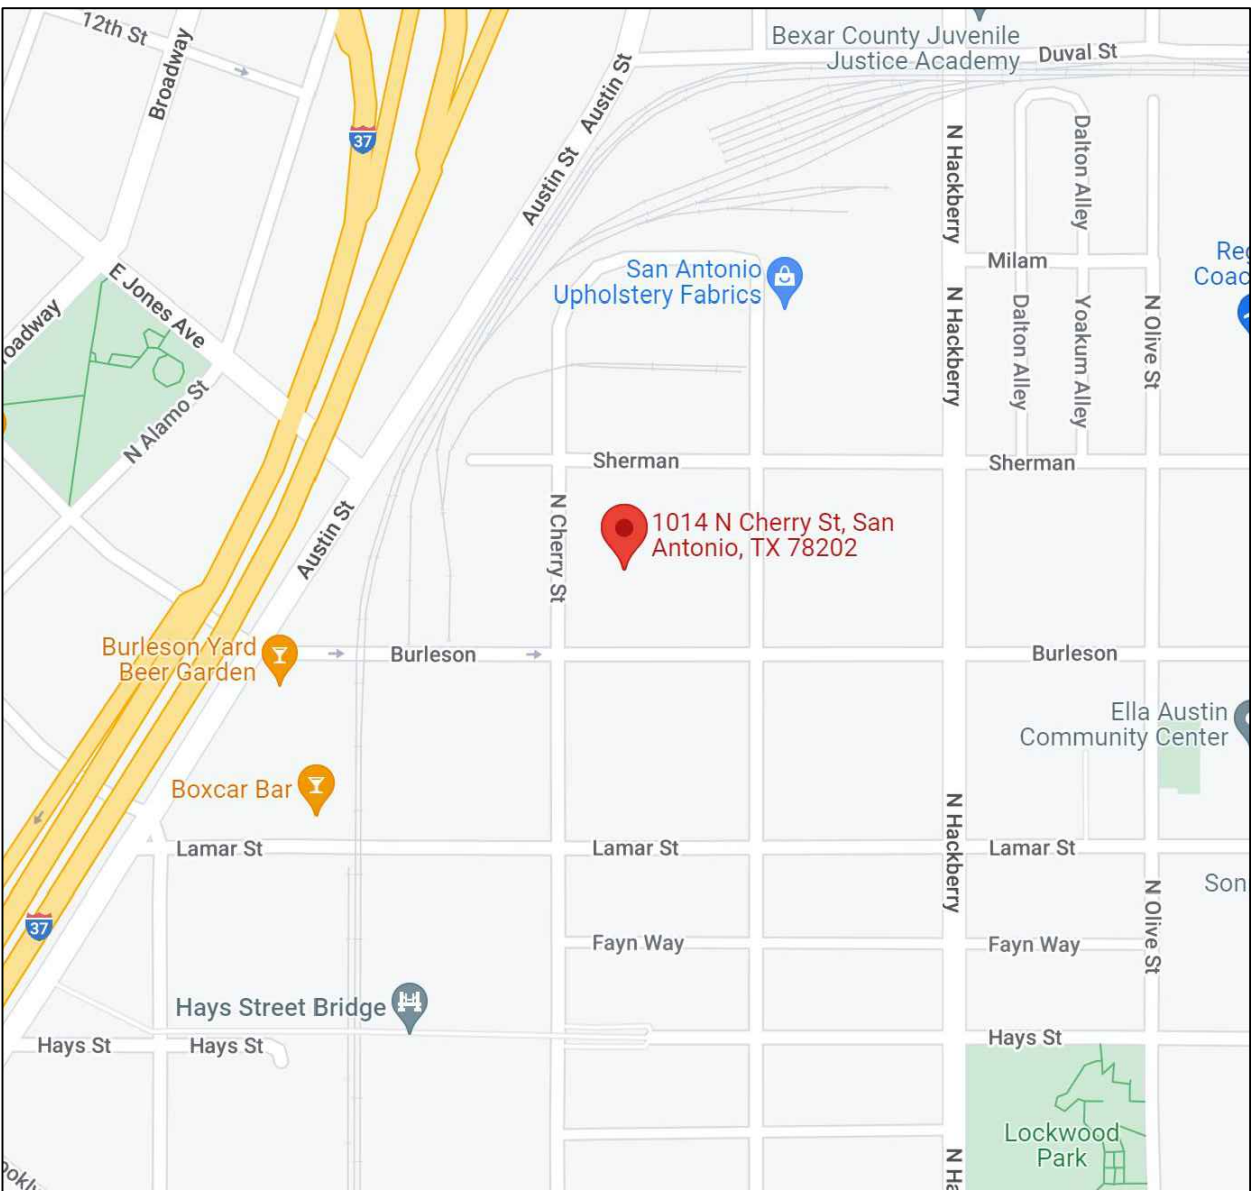 12th St
Broadway
Bexar County Juvenile
Justice Academy
Duval St
Austin St
37
Austin St
N Hackberry
Dalton Alley
E Jones Ave
San Antonio
Upholstery Fabrics
Milam
Reg
Coac
roadway
N Hackberry
Dalton Alley
Yoakum Alley
N Olive St
N Alamo St
Sherman
Sherman
Austin St
N Cherry St
1014 N Cherry St, San
Antonio, TX 78202
Burleson Yard
Beer Garden
Burleson
Burleson
Ella Austin
Community Center
Boxcar Bar
N Hackberry
Lamar St
Lamar St
Lamar St
Son
37
Fayn Way
Fayn Way
N Olive St
Hays Street Bridge
Hays St
Hays St
Hays St
Lockwood
Park
N Ha